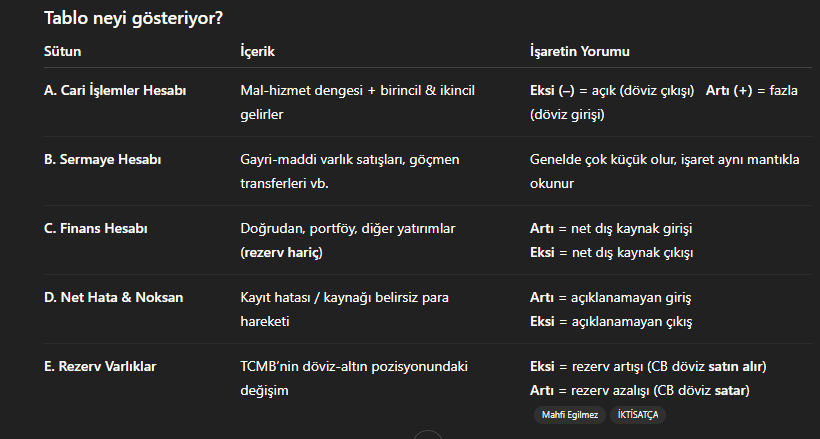 Tablo neyi gösteriyor?
Sütun İçerik İşaretin Yorumu
A. Cari İşlemler Hesabı Mal-hizmet dengesi + birincil & ikincil Eksi (–) = açık (döviz çıkışı) Artı (+) = fazla
gelirler (döviz girişi)
B. Sermaye Hesabı Gayri-maddi varlık satışları, göçmen Genelde çok küçük olur, işaret aynı mantıkla
transferleri vb. okunur
C. Finans Hesabı Doğrudan, portföy, diğer yatırımlar Artı = net dış kaynak girişi
(rezerv hariç) Eksi = net dış kaynak çıkışı
D. Net Hata & Noksan Kayıt hatası / kaynağı belirsiz para Artı = açıklanamayan giriş
hareketi Eksi = açıklanamayan çıkış
E. Rezerv Varlıklar TCMB'nin döviz-altın pozisyonundaki Eksi = rezerv artışı (CB döviz satın alır)
değişim Artı = rezerv azalışı (CB döviz satar)
Mahfi Egilmez İKTİSATÇA